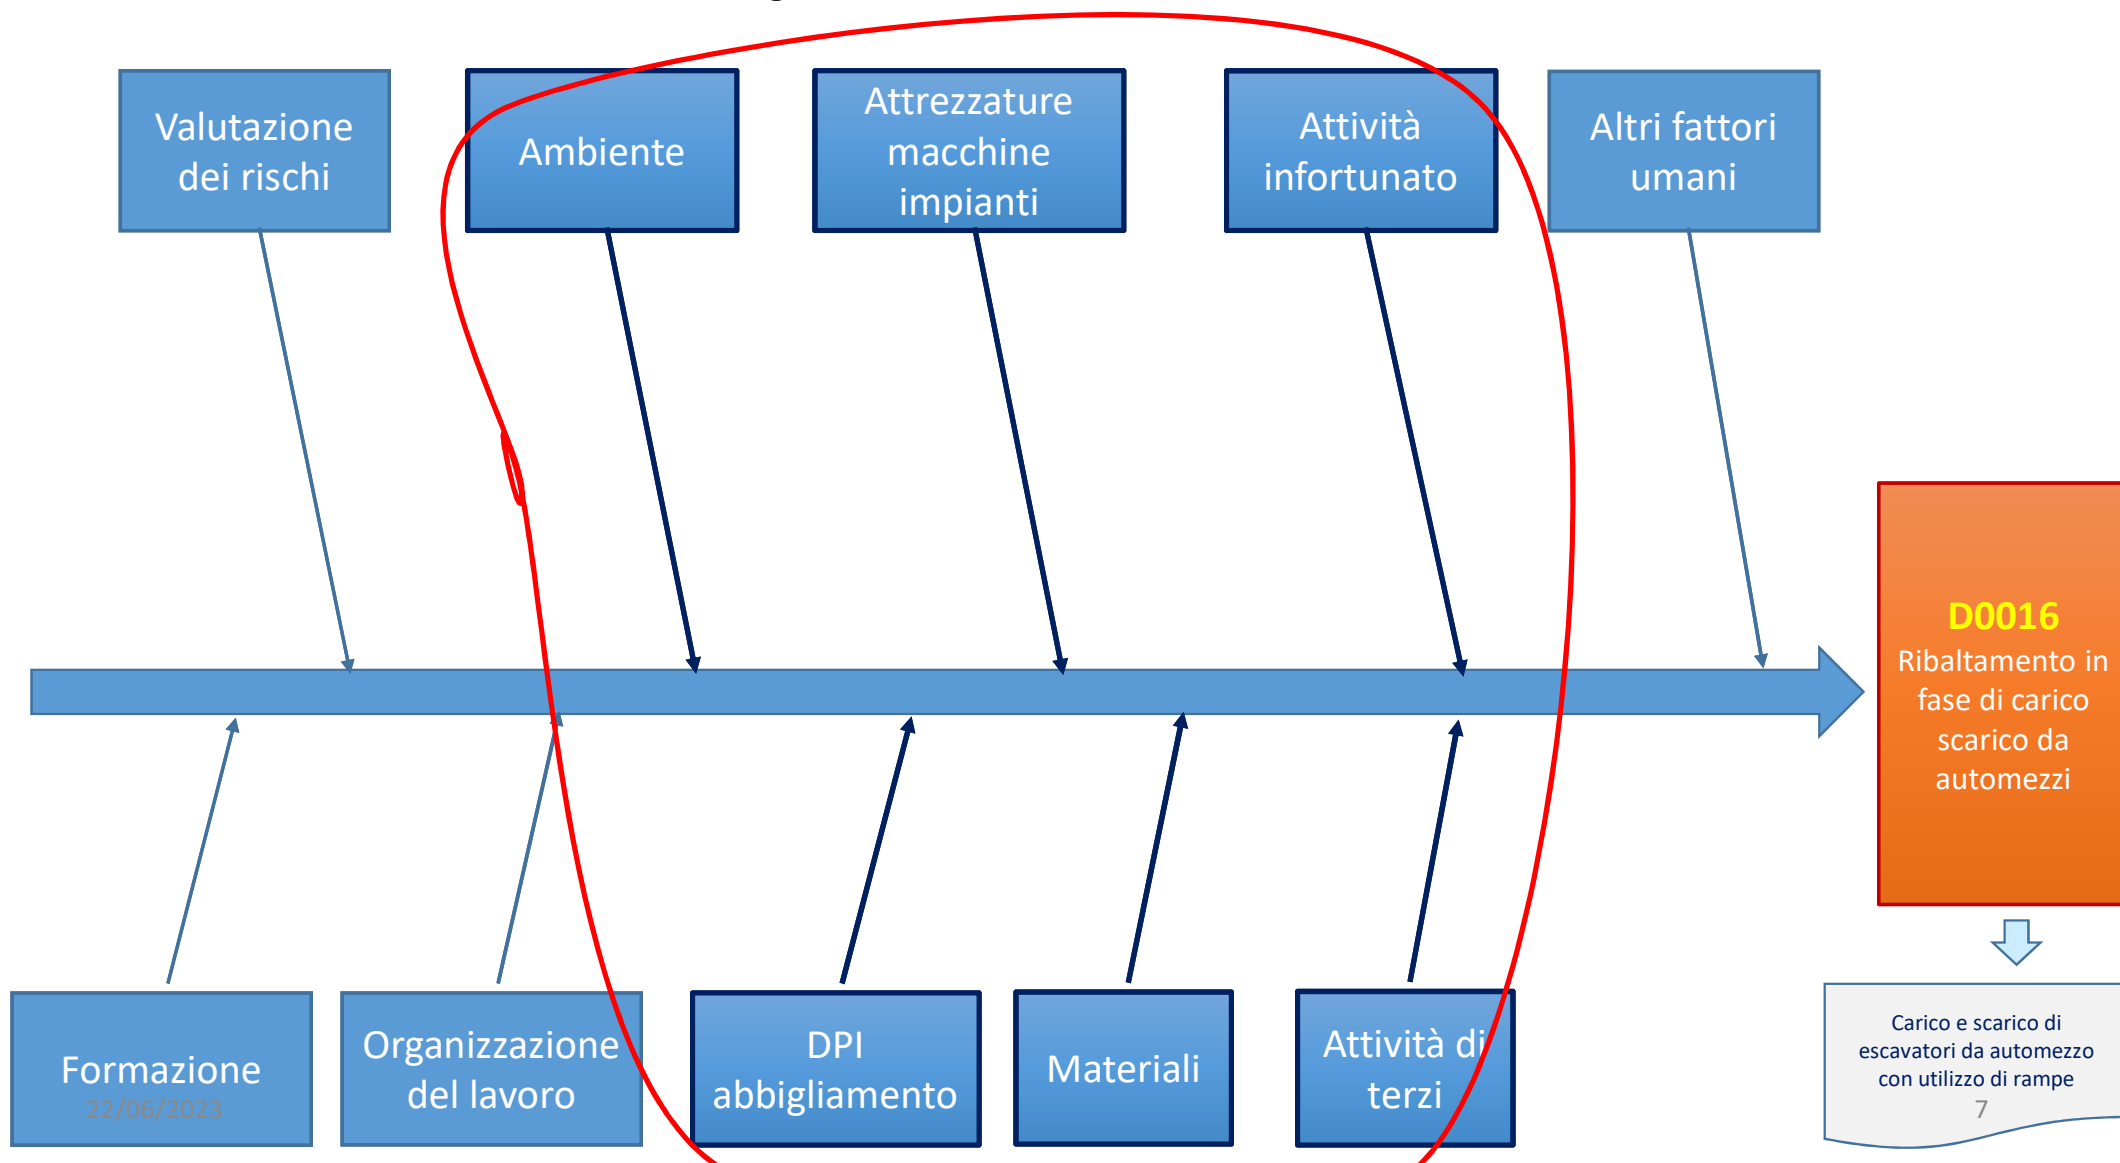 Valutazione
dei rischi
Ambiente
Attrezzature
macchine
impianti
Attività
infortunato
Altri fattori
umani
D0016
Ribaltamento in
fase di carico
scarico da
automezzi
Formazione
22/06/2023
Organizzazione
del lavoro
DPI
abbigliamento
Materiali
Attività di
terzi
Carico e scarico di
escavatori da automezzo
con utilizzo di rampe
7